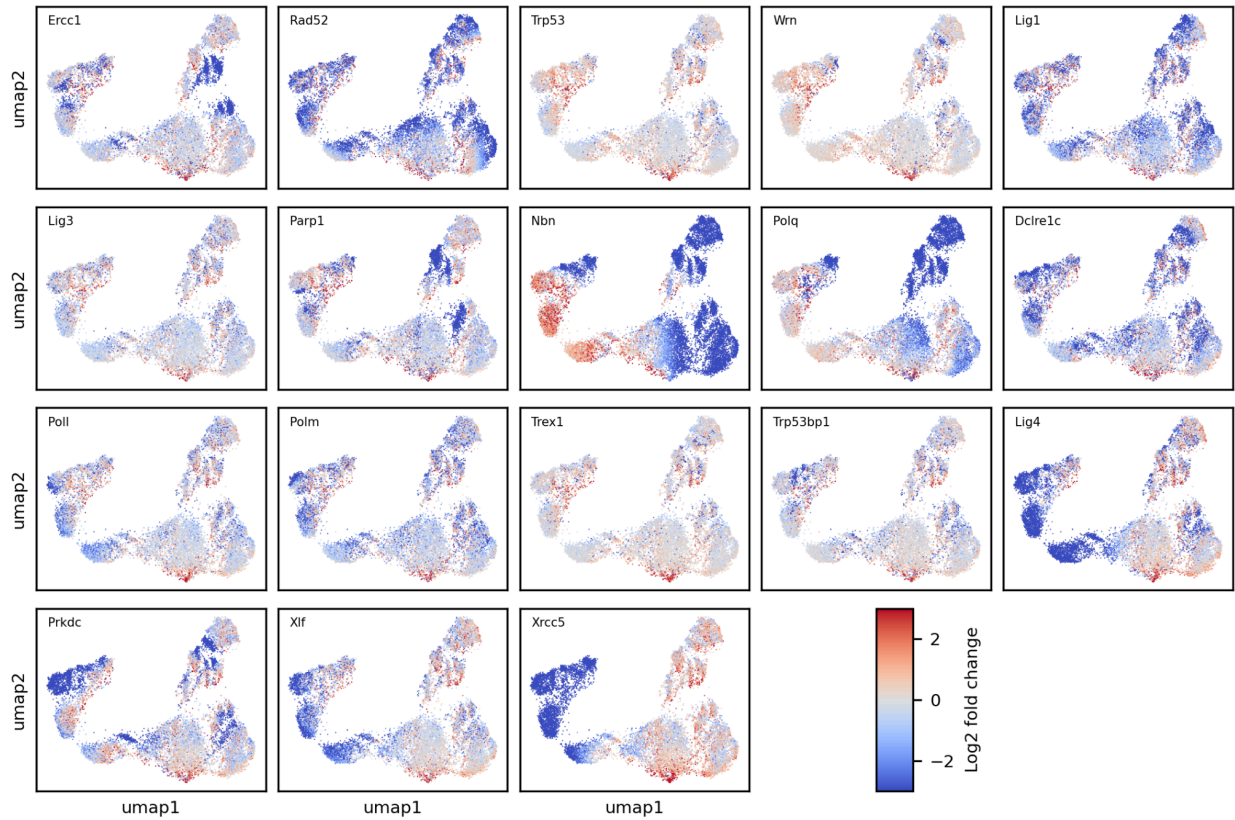 Ercc1 Rad52 Trp53 Wrn Lig1
umap2
Lig3 Parp1 Nbn Polq Dclre1c
umap2
Poll Polm Trex1 Trp53bp1 Lig4
umap2
Prkdc Xlf Xrcc5
umap2
2
0
−2
Log2 fold change
umap1 umap1 umap1